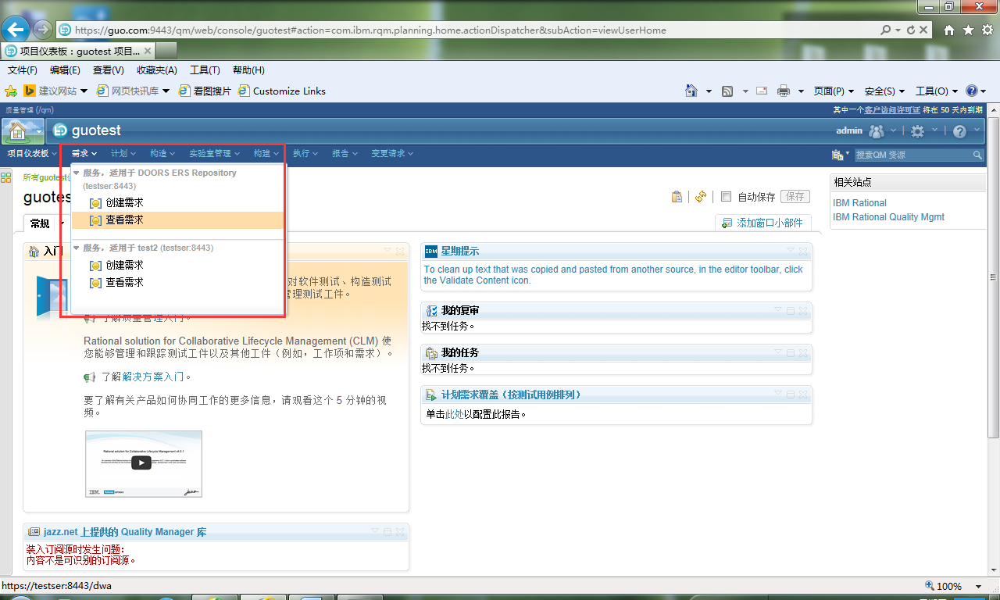 https://guo.com:9443/qm/web/console/guotest#action=com.ibm.rqm.planning.home.actionDispatcher&subAction=viewUserHome
项目仪表板：guotest 项目...
文件(F) 编辑(E) 查看(V) 收藏夹(A) 工具(T) 帮助(H)
建议网站 网页快讯库 看图搜片 Customize Links 页面(P) 安全(S) 工具(O)
质量管理 (/qm) 其中一个客户访问许可证 将在 50 天内到期
guotest admin
项目仪表板 需求 计划 构造 实验室管理 构建 执行 报告 变更请求 搜索QM 资源
服务，适用于 DOORS ERS Repository
(testser:8443)
创建需求
查看需求
服务，适用于 test2 (testser:8443)
创建需求
查看需求
所有guotest
guotes
自动保存 保存
常规
添加窗口小部件
相关站点
IBM Rational
IBM Rational Quality Mgmt
入门
对软件测试、构造测试
管理测试工件。
了解质量管理入门。
Rational solution for Collaborative Lifecycle Management (CLM) 使
您能够管理和跟踪测试工件以及其他工件（例如，工作项和需求）。
了解解决方案入门。
要了解有关产品如何协同工作的更多信息，请观看这个 5 分钟的视
频。
Rational solution for Collaborative Lifecycle Management v4.0.1
IBM. Rational software Jazz
jazz.net 上提供的 Quality Manager 库
装入订阅源时发生问题：
内容不是可识别的订阅源。
IBM 星期提示
To clean up text that was copied and pasted from another source, in the editor toolbar, click
the Validate Content icon.
我的复审
找不到任务。
我的任务
找不到任务。
计划需求覆盖（按测试用例排列）
单击此处以配置此报告。
https://testser:8443/dwa 100%